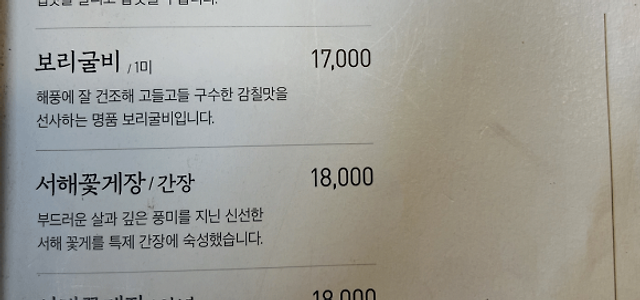 보리굴비 / 1미 17,000
해풍에 잘 건조해 고들고들 구수한 감칠맛을
선사하는 명품 보리굴비입니다.
서해꽃게장 / 간장 18,000
부드러운 살과 깊은 풍미를 지닌 신선한
서해 꽃게를 특제 간장에 숙성했습니다.
18,000